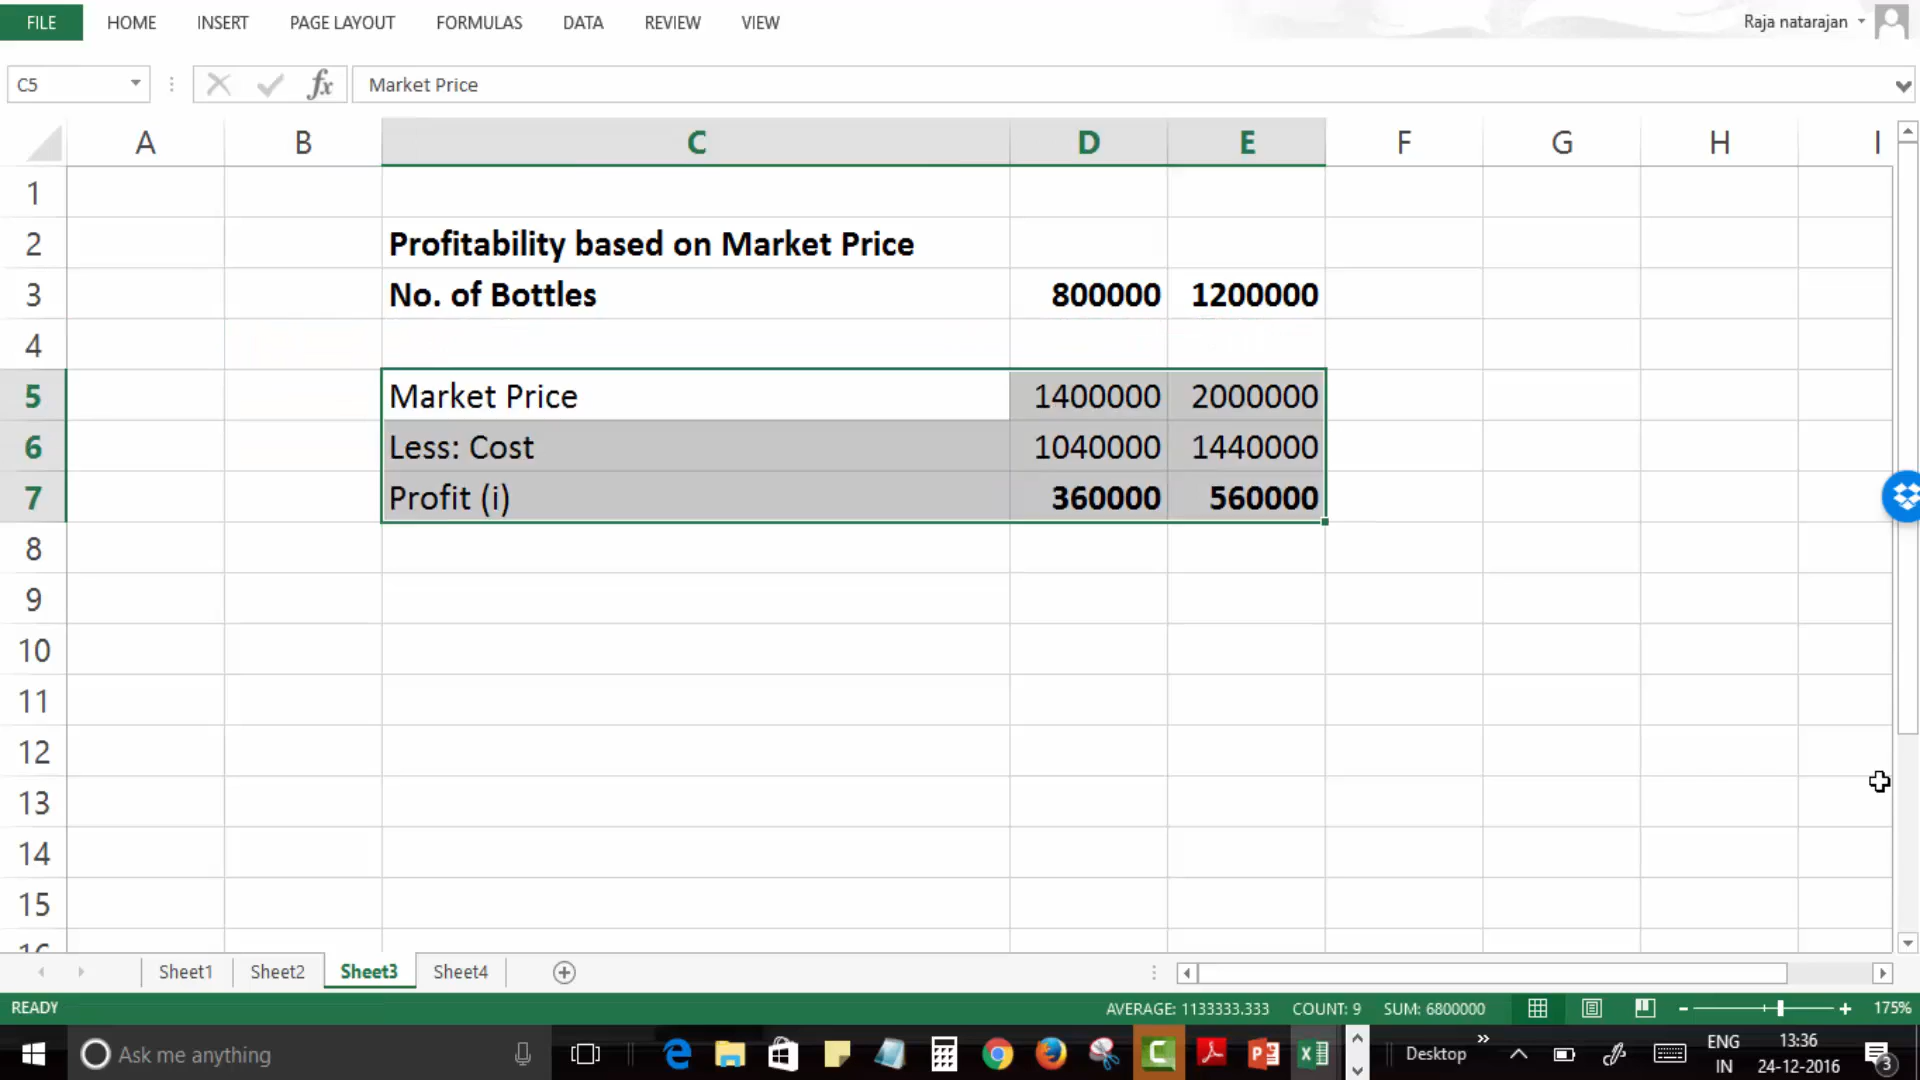 FILE HOME INSERT PAGE LAYOUT FORMULAS DATA REVIEW VIEW Raja natarajan
C5 fx Market Price
A B C D E F G H I
1
2 Profitability based on Market Price
3 No. of Bottles 800000 1200000
4
5 Market Price 1400000 2000000
6 Less: Cost 1040000 1440000
7 Profit (i) 360000 560000
8
9
10
11
12
13
14
15
16
Sheet1 Sheet2 Sheet3 Sheet4
READY AVERAGE: 1133333.333 COUNT: 9 SUM: 6800000 175%
Ask me anything Desktop ENG 13:36
IN 24-12-2016 3